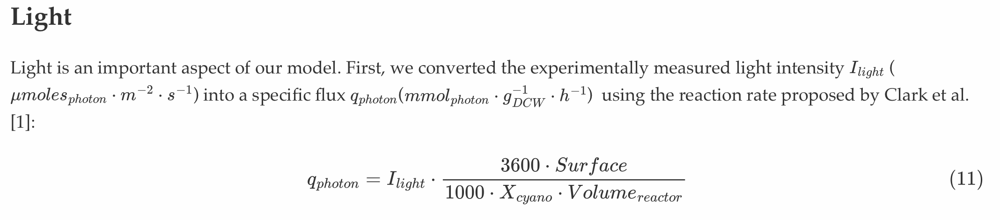 Light
Light is an important aspect of our model. First, we converted the experimentally measured light intensity $I_{light}$ (
$\mu moles_{photon} \cdot m^{-2} \cdot s^{-1}$) into a specific flux $q_{photon}(mmol_{photon} \cdot g_{DCW}^{-1} \cdot h^{-1})$ using the reaction rate proposed by Clark et al.
[1]:
$q_{photon} = I_{light} \cdot \frac{3600 \cdot Surface}{1000 \cdot X_{cyano} \cdot Volume_{reactor}}$ (11)